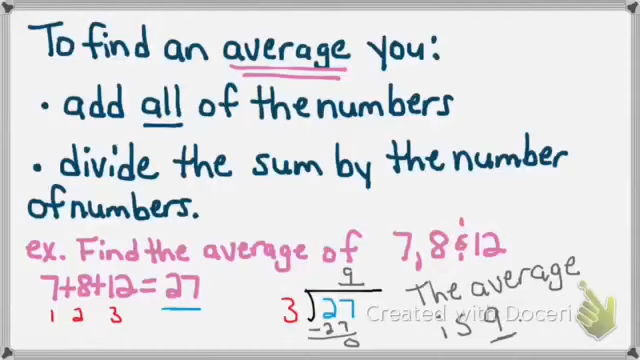 To find an average you:
• add all of the numbers
• divide the sum by the number
of numbers.
ex. Find the average of 7, 8 & 12
7+8+12=27
1 2 3
9
3 27
-27
0
The average
is 9.
Created with Doceri